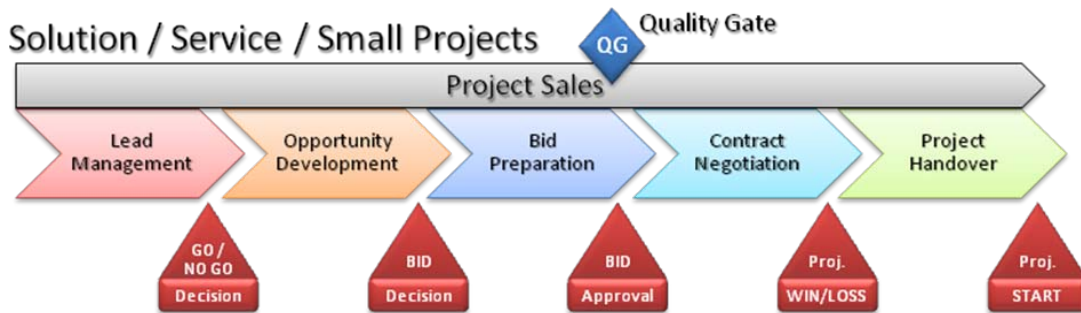 Solution / Service / Small Projects
QG
Quality Gate
Project Sales
Lead
Management
Opportunity
Development
Bid
Preparation
Contract
Negotiation
Project
Handover
GO /
NO GO
Decision
BID
Decision
BID
Approval
Proj.
WIN/LOSS
Proj.
START